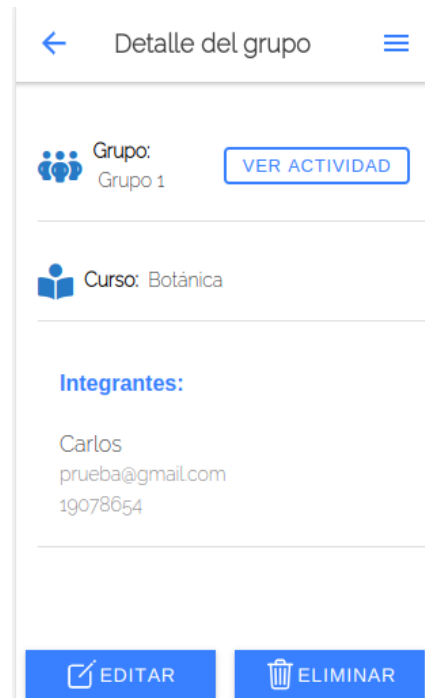 Detalle del grupo
Grupo:
Grupo 1
VER ACTIVIDAD
Curso: Botánica
Integrantes:
Carlos
prueba@gmail.com
19078654
EDITAR
ELIMINAR